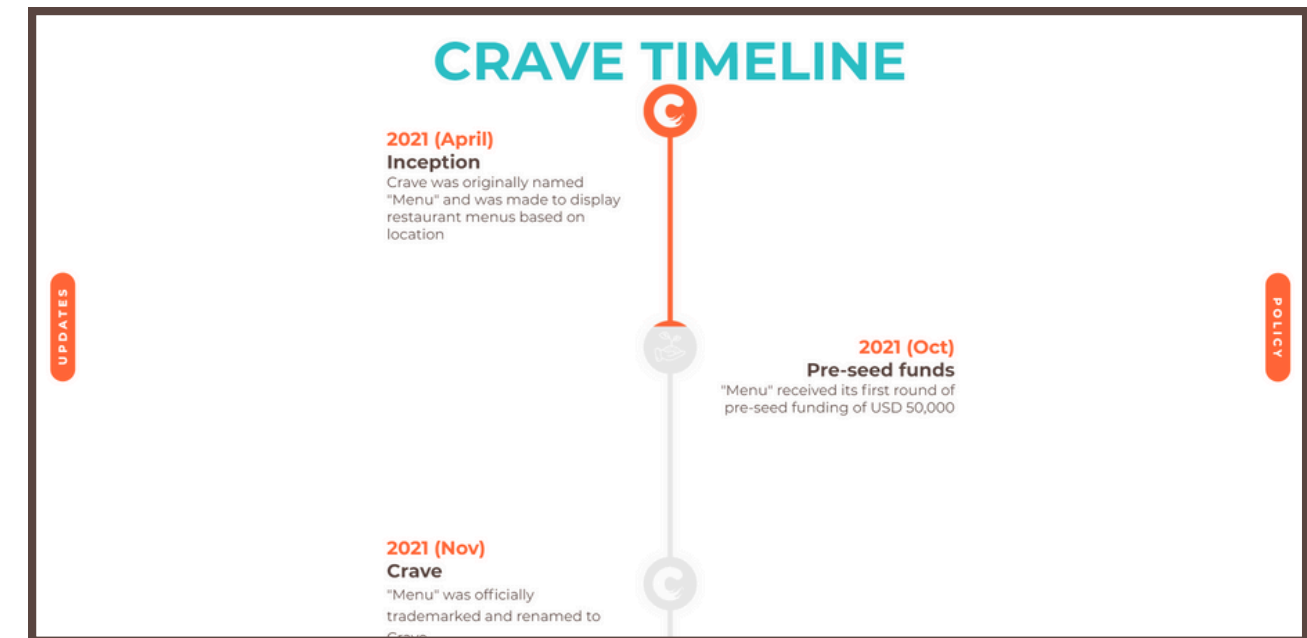 CRAVE TIMELINE
2021 (April)
Inception
Crave was originally named
"Menu" and was made to display
restaurant menus based on
location
UPDATES
POLICY
2021 (Oct)
Pre-seed funds
"Menu" received its first round of
pre-seed funding of USD 50,000
2021 (Nov)
Crave
"Menu" was officially
trademarked and renamed to
Crave